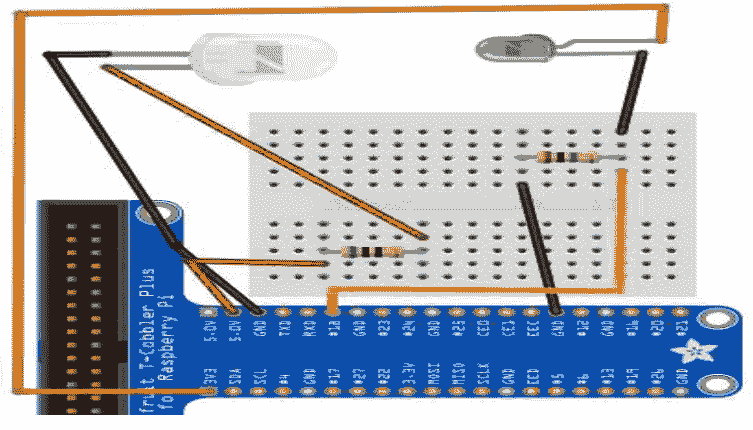 fruit T-Cobbler Plus
for Raspberry Pi
5.0V 5.0V GND TXD RXD #18 GND #23 #24 GND #25 CE0 CE1 EEC GND #12 GND #16 #20 #21
3V3 SDA SCL #4 GND #17 #27 #22 3.3V MOSI MISO SCLK GND EED #5 #6 #13 #19 #26 GND